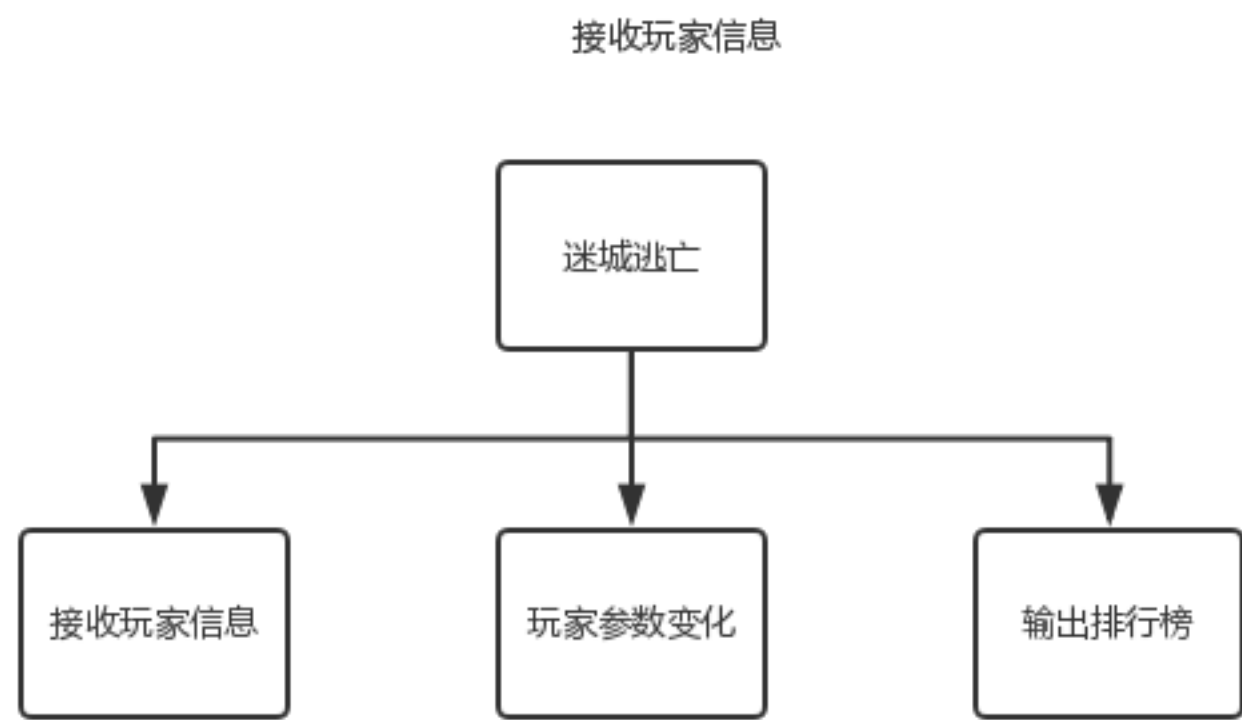 接收玩家信息
迷城逃亡
接收玩家信息
玩家参数变化
输出排行榜